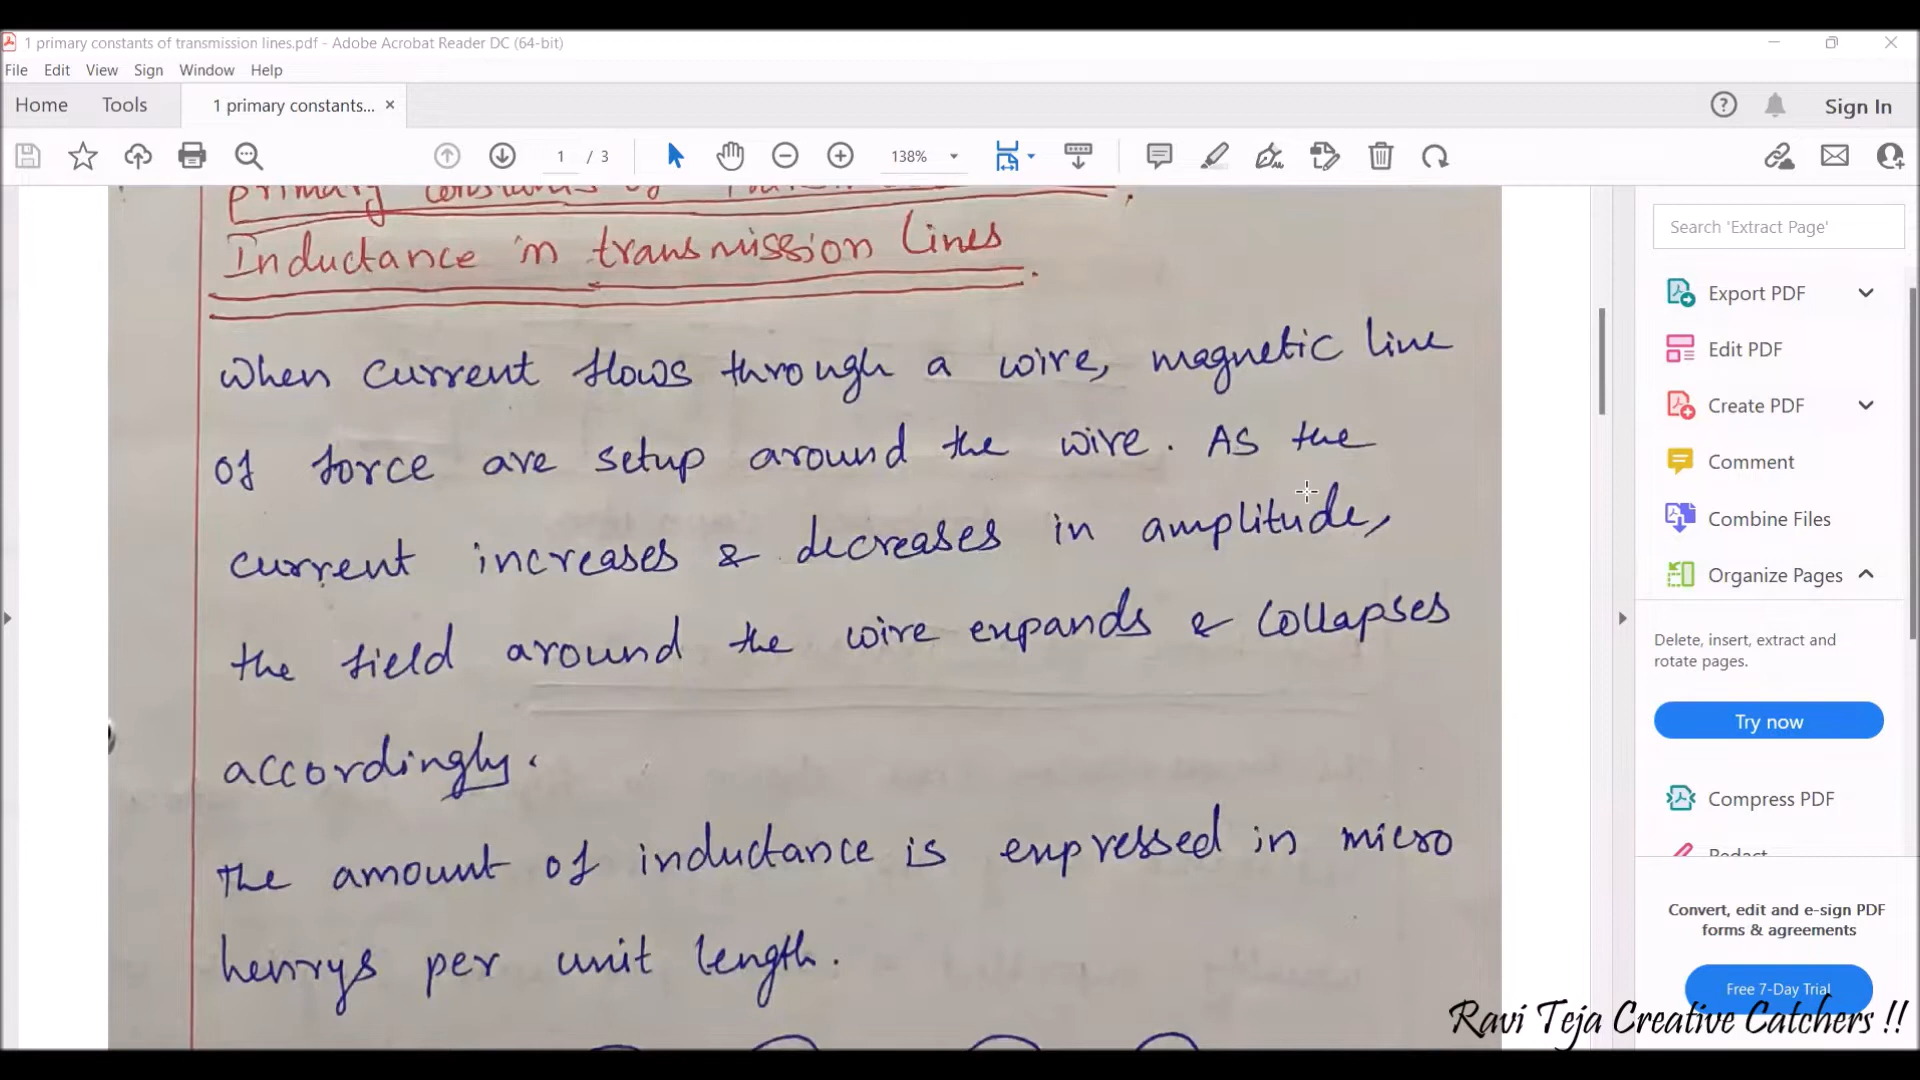 1 primary constants of transmission lines.pdf - Adobe Acrobat Reader DC (64-bit)
File Edit View Sign Window Help
Home Tools 1 primary constants... ×
Sign In
1 / 3
138%
primary constants of
Inductance in transmission Lines.
When current flows through a wire, magnetic line
of force are setup around the wire. As the
current increases & decreases in amplitude,
the field around the wire expands & collapses
accordingly.
the amount of inductance is expressed in micro
henrys per unit length.
Search 'Extract Page'
Export PDF
Edit PDF
Create PDF
Comment
Combine Files
Organize Pages
Delete, insert, extract and
rotate pages.
Try now
Compress PDF
Redact
Convert, edit and e-sign PDF
forms & agreements
Free 7-Day Trial
Ravi Teja Creative Catchers !!